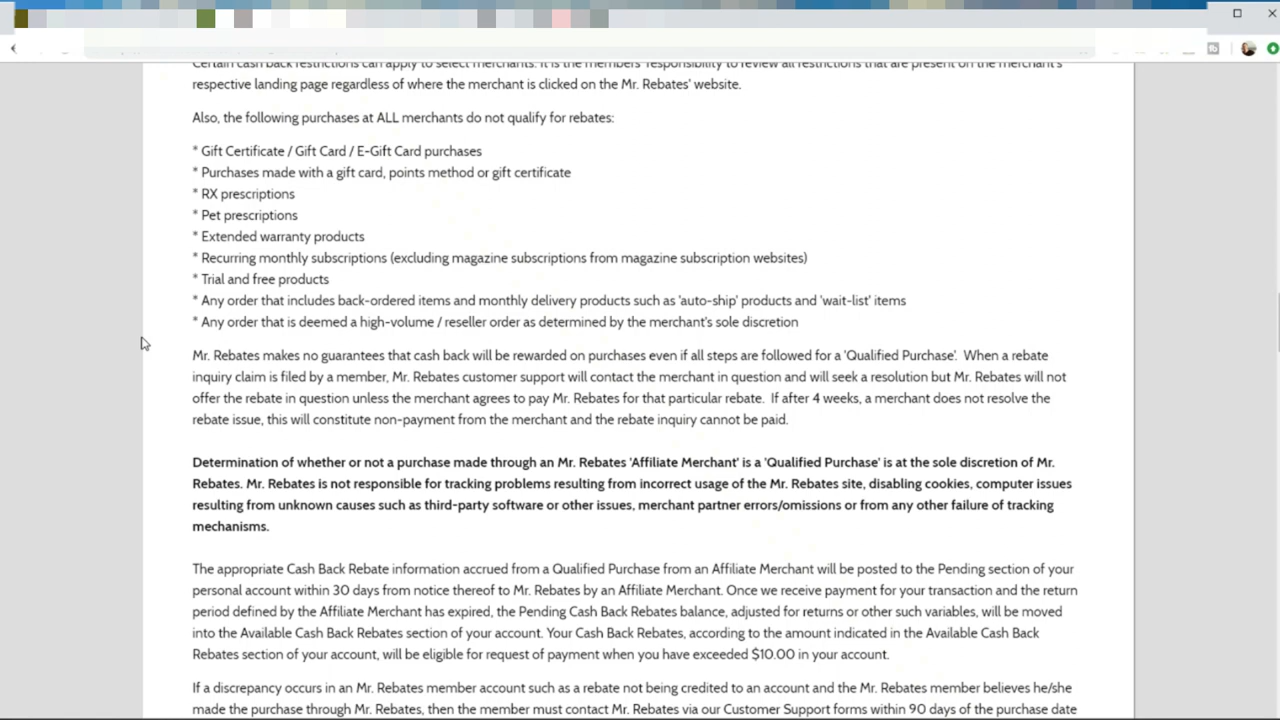 Certain cash back restrictions can apply to select merchants. It is the members' responsibility to review all restrictions that are present on the merchant's
respective landing page regardless of where the merchant is clicked on the Mr. Rebates' website.
Also, the following purchases at ALL merchants do not qualify for rebates:
* Gift Certificate / Gift Card / E-Gift Card purchases
* Purchases made with a gift card, points method or gift certificate
* RX prescriptions
* Pet prescriptions
* Extended warranty products
* Recurring monthly subscriptions (excluding magazine subscriptions from magazine subscription websites)
* Trial and free products
* Any order that includes back-ordered items and monthly delivery products such as 'auto-ship' products and 'wait-list' items
* Any order that is deemed a high-volume / reseller order as determined by the merchant's sole discretion
Mr. Rebates makes no guarantees that cash back will be rewarded on purchases even if all steps are followed for a 'Qualified Purchase'. When a rebate
inquiry claim is filed by a member, Mr. Rebates customer support will contact the merchant in question and will seek a resolution but Mr. Rebates will not
offer the rebate in question unless the merchant agrees to pay Mr. Rebates for that particular rebate. If after 4 weeks, a merchant does not resolve the
rebate issue, this will constitute non-payment from the merchant and the rebate inquiry cannot be paid.
Determination of whether or not a purchase made through an Mr. Rebates 'Affiliate Merchant' is a 'Qualified Purchase' is at the sole discretion of Mr.
Rebates. Mr. Rebates is not responsible for tracking problems resulting from incorrect usage of the Mr. Rebates site, disabling cookies, computer issues
resulting from unknown causes such as third-party software or other issues, merchant partner errors/omissions or from any other failure of tracking
mechanisms.
The appropriate Cash Back Rebate information accrued from a Qualified Purchase from an Affiliate Merchant will be posted to the Pending section of your
personal account within 30 days from notice thereof to Mr. Rebates by an Affiliate Merchant. Once we receive payment for your transaction and the return
period defined by the Affiliate Merchant has expired, the Pending Cash Back Rebates balance, adjusted for returns or other such variables, will be moved
into the Available Cash Back Rebates section of your account. Your Cash Back Rebates, according to the amount indicated in the Available Cash Back
Rebates section of your account, will be eligible for request of payment when you have exceeded $10.00 in your account.
If a discrepancy occurs in an Mr. Rebates member account such as a rebate not being credited to an account and the Mr. Rebates member believes he/she
made the purchase through Mr. Rebates, then the member must contact Mr. Rebates via our Customer Support forms within 90 days of the purchase date